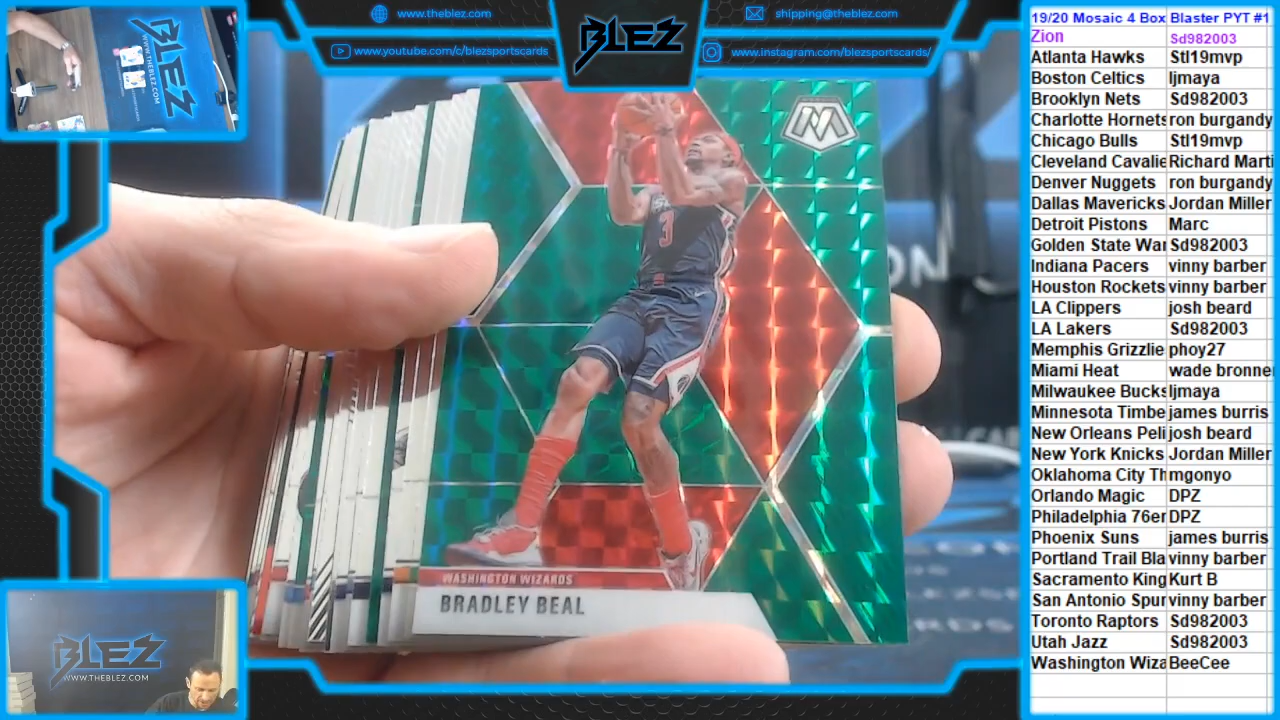 BLEZ
WWW.THEBLEZ.COM
www.theblez.com
www.youtube.com/c/blezsportscards
BLEZ
shipping@theblez.com
www.instagram.com/blezsportscards/
3
WASHINGTON WIZARDS
BRADLEY BEAL
BLEZ
WWW.THEBLEZ.COM
19/20 Mosaic 4 Box Blaster PYT #1
Zion Sd982003
Atlanta Hawks Stl19mvp
Boston Celtics ljmaya
Brooklyn Nets Sd982003
Charlotte Hornets ron burgandy
Chicago Bulls Stl19mvp
Cleveland Cavalie Richard Marti
Denver Nuggets ron burgandy
Dallas Mavericks Jordan Miller
Detroit Pistons Marc
Golden State War Sd982003
Indiana Pacers vinny barber
Houston Rockets vinny barber
LA Clippers josh beard
LA Lakers Sd982003
Memphis Grizzlie phoy27
Miami Heat wade bronne
Milwaukee Bucks ljmaya
Minnesota Timbe james burris
New Orleans Peli josh beard
New York Knicks Jordan Miller
Oklahoma City Th mgonyo
Orlando Magic DPZ
Philadelphia 76er DPZ
Phoenix Suns james burris
Portland Trail Bla vinny barber
Sacramento King Kurt B
San Antonio Spur vinny barber
Toronto Raptors Sd982003
Utah Jazz Sd982003
Washington Wiza BeeCee